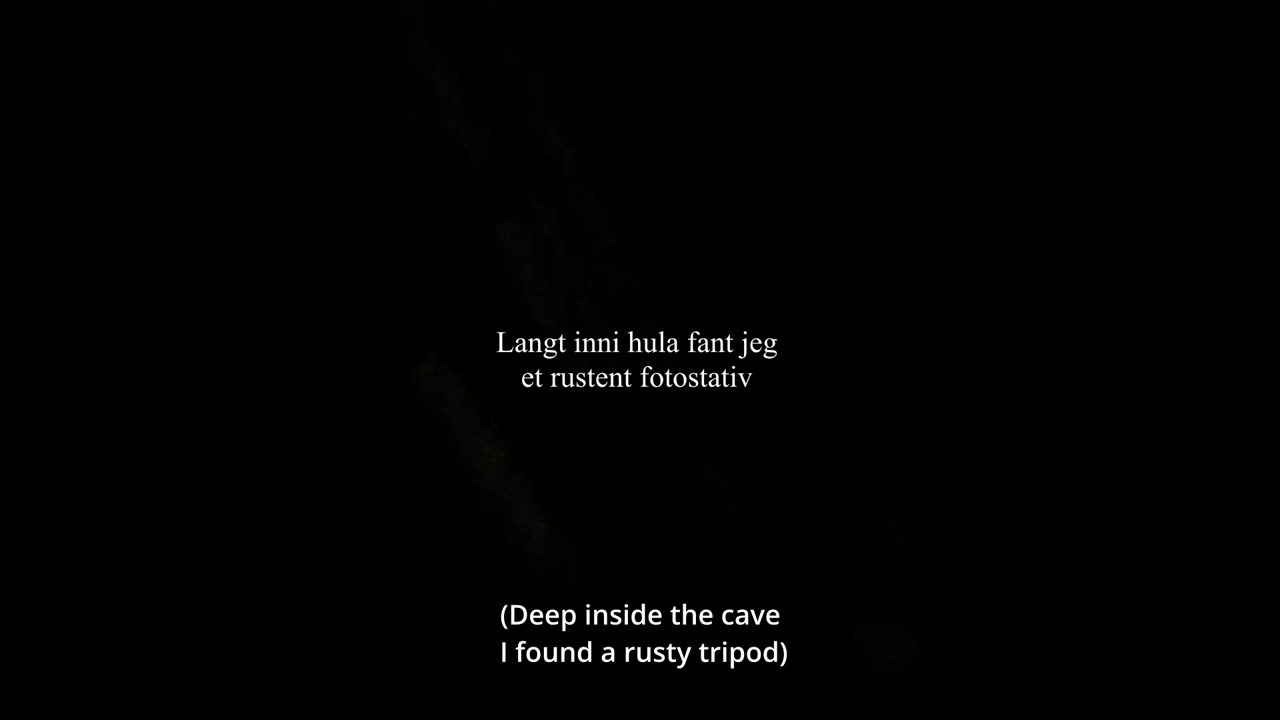 Langt inni hula fant jeg
et rustent fotostativ
(Deep inside the cave
I found a rusty tripod)